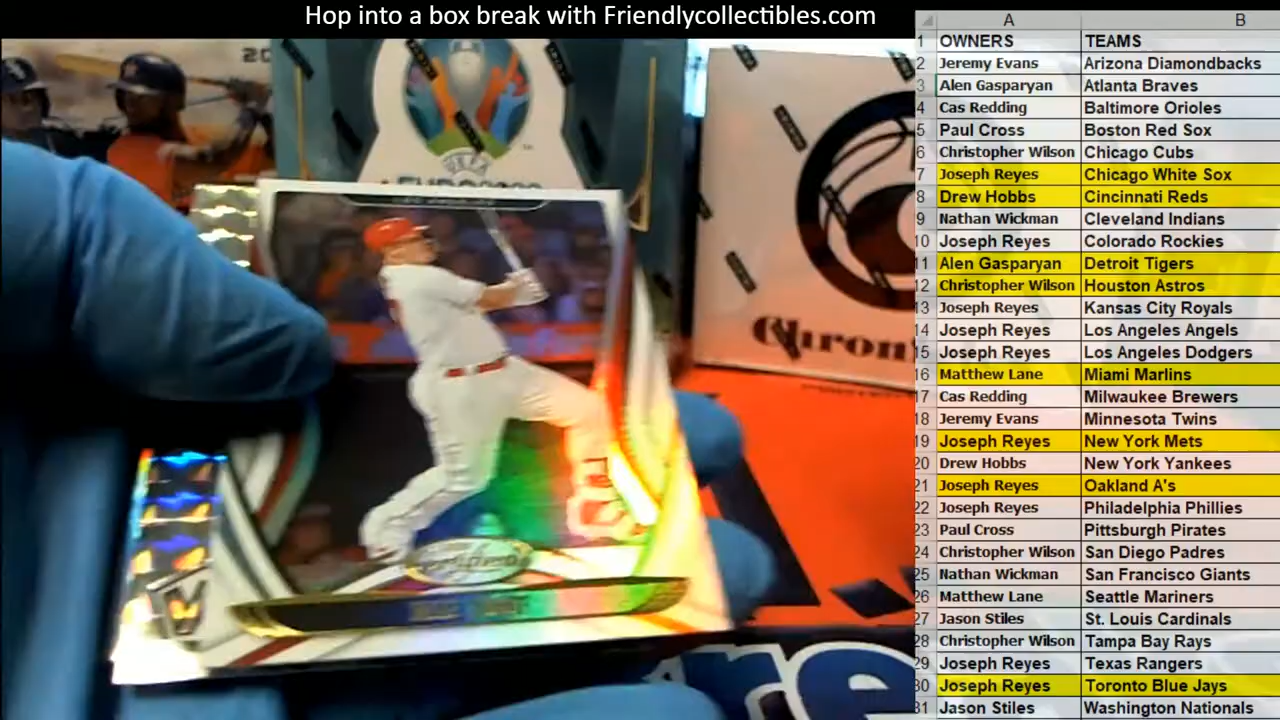 Hop into a box break with Friendlycollectibles.com
A B
1 OWNERS TEAMS
2 Jeremy Evans Arizona Diamondbacks
3 Alen Gasparyan Atlanta Braves
4 Cas Redding Baltimore Orioles
5 Paul Cross Boston Red Sox
6 Christopher Wilson Chicago Cubs
7 Joseph Reyes Chicago White Sox
8 Drew Hobbs Cincinnati Reds
9 Nathan Wickman Cleveland Indians
10 Joseph Reyes Colorado Rockies
11 Alen Gasparyan Detroit Tigers
12 Christopher Wilson Houston Astros
13 Joseph Reyes Kansas City Royals
14 Joseph Reyes Los Angeles Angels
15 Joseph Reyes Los Angeles Dodgers
16 Matthew Lane Miami Marlins
17 Cas Redding Milwaukee Brewers
18 Jeremy Evans Minnesota Twins
19 Joseph Reyes New York Mets
20 Drew Hobbs New York Yankees
21 Joseph Reyes Oakland A's
22 Joseph Reyes Philadelphia Phillies
23 Paul Cross Pittsburgh Pirates
24 Christopher Wilson San Diego Padres
25 Nathan Wickman San Francisco Giants
26 Matthew Lane Seattle Mariners
27 Jason Stiles St. Louis Cardinals
28 Christopher Wilson Tampa Bay Rays
29 Joseph Reyes Texas Rangers
30 Joseph Reyes Toronto Blue Jays
31 Jason Stiles Washington Nationals
20
UEFA
EURO2020
Chron
Certified
re